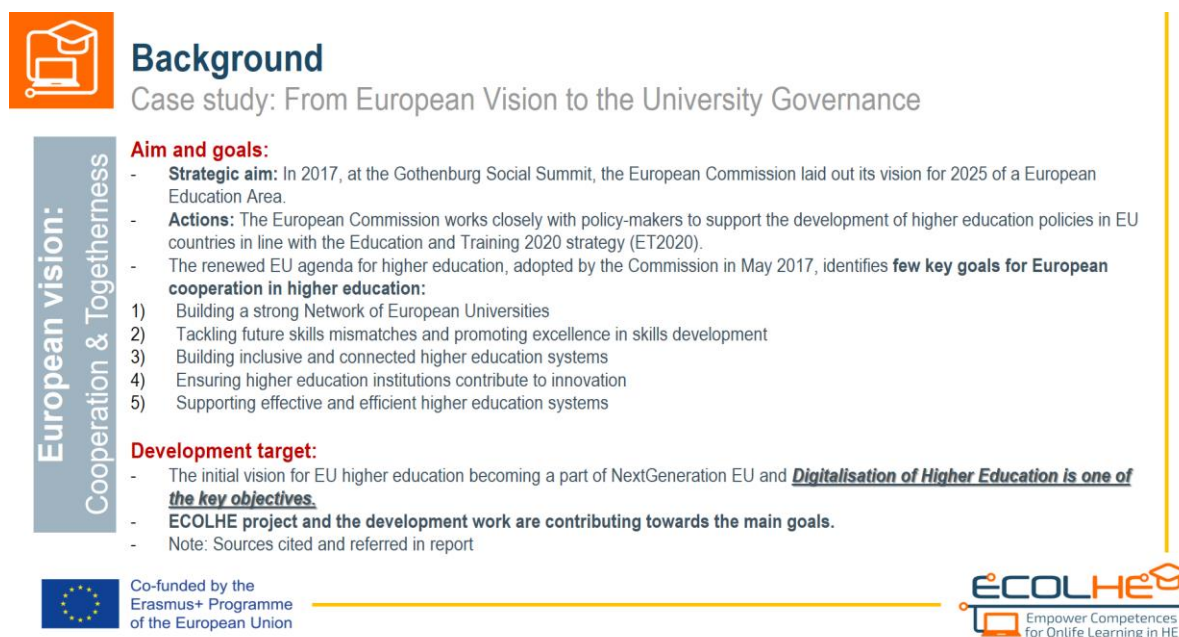 Background
Case study: From European Vision to the University Governance
European vision:
Cooperation & Togetherness
Aim and goals:
- Strategic aim: In 2017, at the Gothenburg Social Summit, the European Commission laid out its vision for 2025 of a European
Education Area.
- Actions: The European Commission works closely with policy-makers to support the development of higher education policies in EU
countries in line with the Education and Training 2020 strategy (ET2020).
- The renewed EU agenda for higher education, adopted by the Commission in May 2017, identifies few key goals for European
cooperation in higher education:
1) Building a strong Network of European Universities
2) Tackling future skills mismatches and promoting excellence in skills development
3) Building inclusive and connected higher education systems
4) Ensuring higher education institutions contribute to innovation
5) Supporting effective and efficient higher education systems
Development target:
- The initial vision for EU higher education becoming a part of NextGeneration EU and Digitalisation of Higher Education is one of
the key objectives.
- ECOLHE project and the development work are contributing towards the main goals.
- Note: Sources cited and referred in report
Co-funded by the
Erasmus+ Programme
of the European Union
ECOLHE
Empower Competences
for Onlife Learning in HE